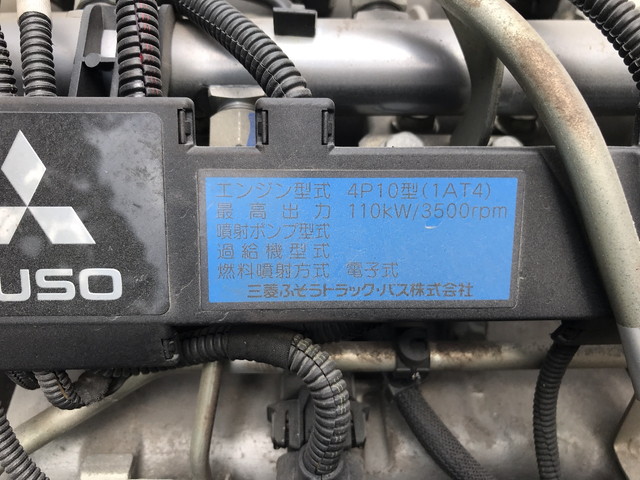 エンジン型式 4P10型(1AT4)
最高出力 110kW/3500rpm
噴射ポンプ型式
過給機型式
燃料噴射方式 電子式
三菱ふそうトラック・バス株式会社
USO